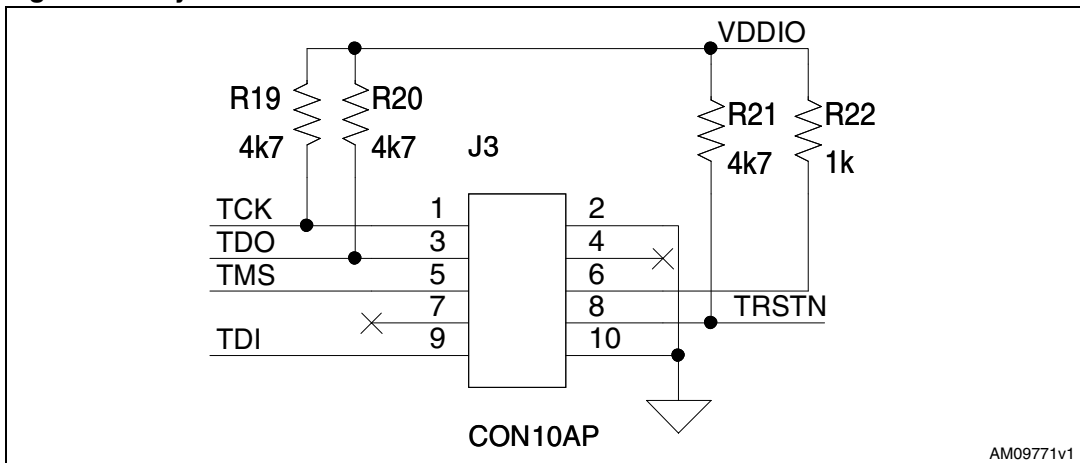 VDDIO
R19
R20
R21
R22
4k7
4k7
4k7
1k
J3
TCK
1
2
TDO
3
4
TMS
5
6
7
8
TRSTN
TDI
9
10
CON10AP
AM09771v1